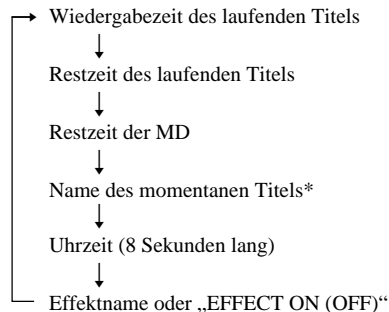 Wiedergabezeit des laufenden Titels
Restzeit des laufenden Titels
Restzeit der MD
Name des momentanen Titels*
Uhrzeit (8 Sekunden lang)
Effektname oder „EFFECT ON (OFF)“